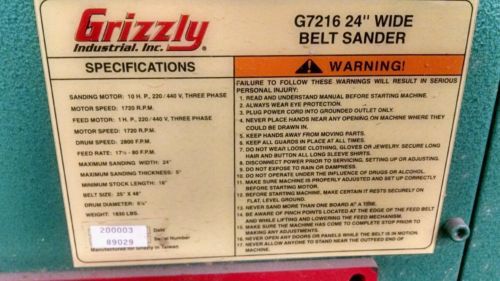 Grizzly®
Industrial, Inc.
G7216 24" WIDE
BELT SANDER
SPECIFICATIONS
SANDING MOTOR: 10 H. P., 220 / 440 V, THREE PHASE
MOTOR SPEED: 1720 R.P.M.
FEED MOTOR: 1 H. P., 220 / 440 V, THREE PHASE
MOTOR SPEED: 1720 R.P.M.
DRUM SPEED: 2800 F.P.M.
FEED RATE: 17½ - 80 F.P.M.
MAXIMUM SANDING WIDTH: 24"
MAXIMUM SANDING THICKNESS: 5"
MINIMUM STOCK LENGTH: 16"
BELT SIZE: 25" X 48"
DRUM DIAMETER: 6¼"
WEIGHT: 1830 LBS.
200003 Date
89029 Serial Number
Manufactured for Grizzly in Taiwan
WARNING!
FAILURE TO FOLLOW THESE WARNINGS WILL RESULT IN SERIOUS
PERSONAL INJURY:
1. READ AND UNDERSTAND MANUAL BEFORE STARTING MACHINE.
2. ALWAYS WEAR EYE PROTECTION.
3. PLUG POWER CORD INTO GROUNDED OUTLET ONLY.
4. NEVER PLACE HANDS NEAR ANY OPENING ON MACHINE WHERE THEY
COULD BE DRAWN IN.
5. KEEP HANDS AWAY FROM MOVING PARTS.
6. KEEP ALL GUARDS IN PLACE AT ALL TIMES.
7. DO NOT WEAR LOOSE CLOTHING, GLOVES OR JEWELRY. SECURE LONG
HAIR AND BUTTON ALL LONG SLEEVE SHIRTS.
8. DISCONNECT POWER PRIOR TO SERVICING, SETTING UP OR ADJUSTING.
9. DO NOT EXPOSE TO RAIN OR DAMPNESS.
10. DO NOT OPERATE UNDER THE INFLUENCE OF DRUGS OR ALCOHOL.
11. MAKE SURE MACHINE IS PROPERLY ADJUSTED AND SET UP CORRECTLY
BEFORE STARTING MOTOR.
12. BEFORE STARTING MACHINE, MAKE CERTAIN IT RESTS SECURELY ON
FLAT, LEVEL GROUND.
13. NEVER SAND MORE THAN ONE BOARD AT A TIME.
14. BE AWARE OF PINCH POINTS LOCATED AT THE EDGE OF THE FEED BELT
AND WHILE LIFTING AND LOWERING THE FEED MECHANISM.
15. MAKE SURE THE MACHINE HAS COME TO COMPLETE STOP PRIOR TO
MAKING ANY ADJUSTMENTS.
16. NEVER OPEN ANY DOORS OR PANELS WHILE THE BELT IS IN MOTION.
17. NEVER ALLOW ANYONE TO STAND NEAR THE OUTFEED END OF
MACHINE.